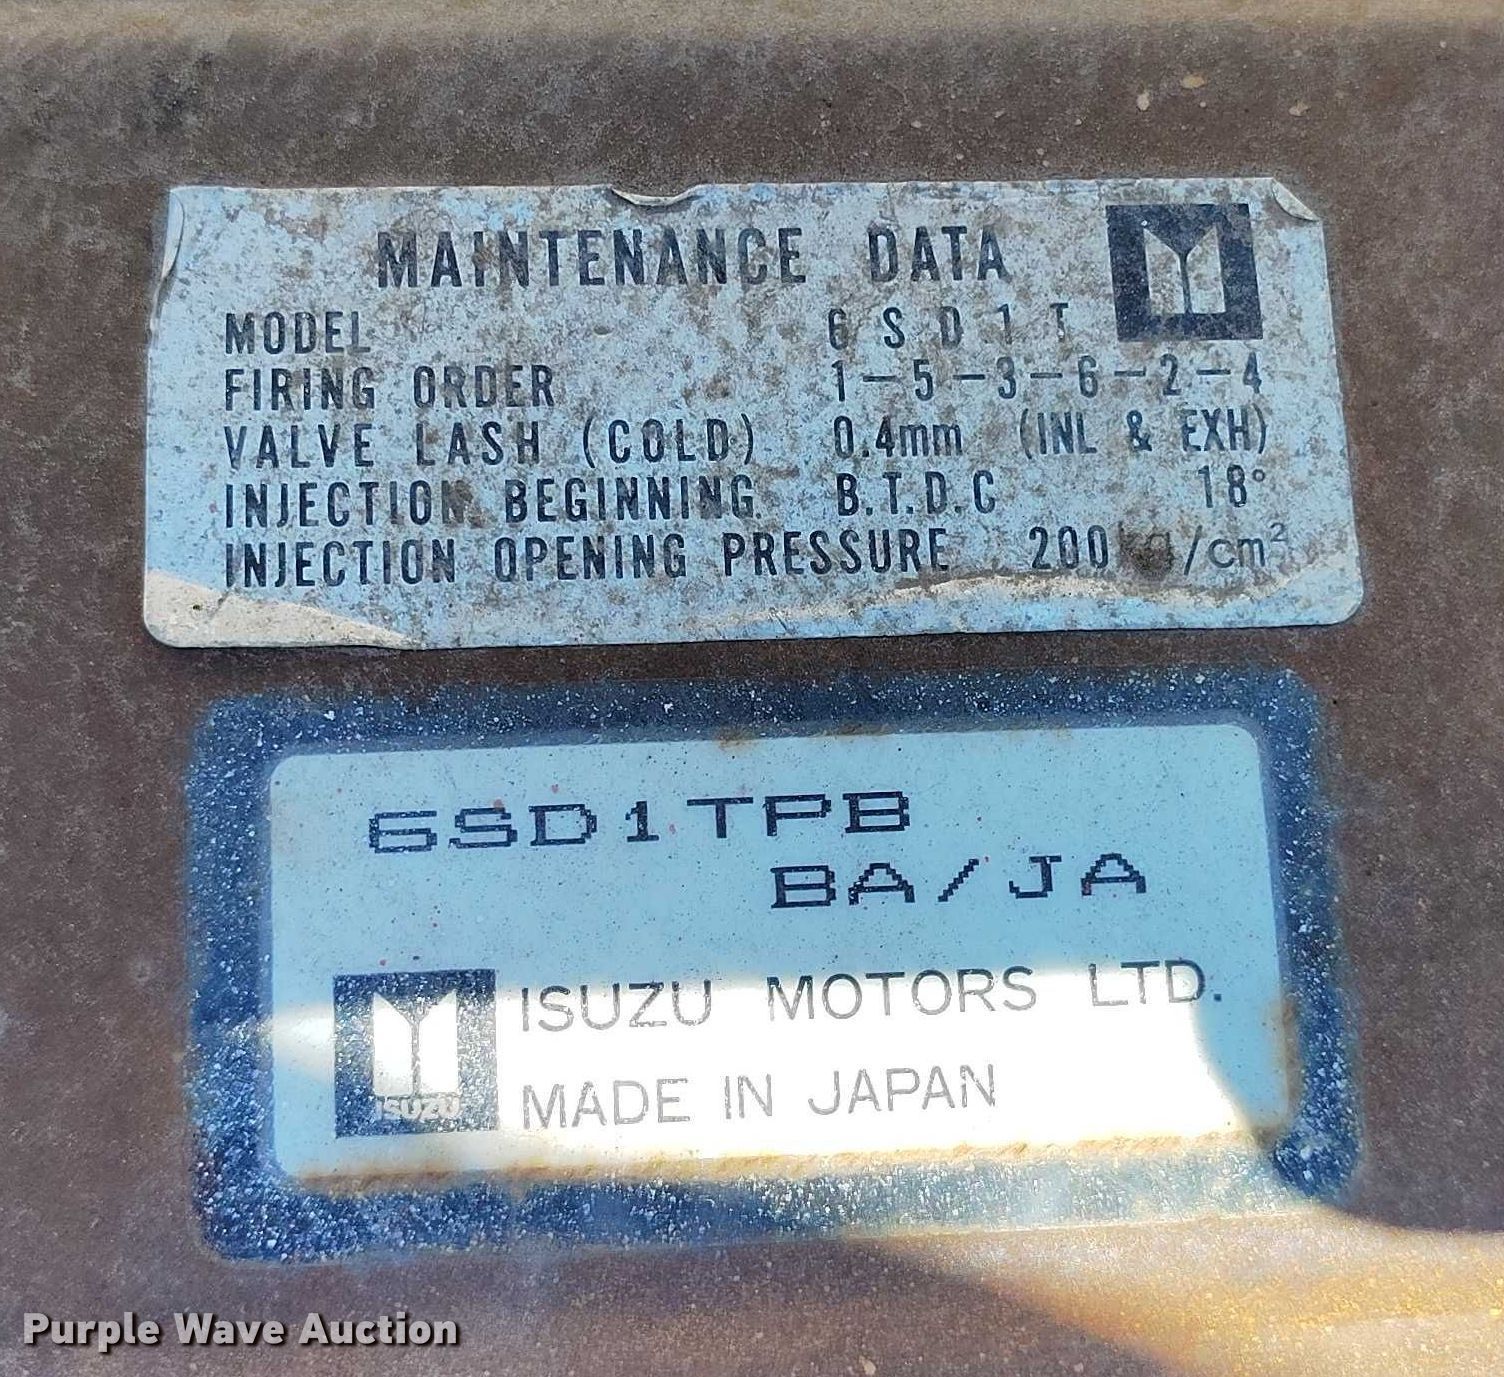 MAINTENANCE DATA
MODEL 6SD1T
FIRING ORDER 1-5-3-6-2-4
VALVE LASH (COLD) 0.4mm (INL & EXH)
INJECTION BEGINNING B.T.D.C 18°
INJECTION OPENING PRESSURE 200kg/cm²
6SD1TPB
BA/JA
ISUZU MOTORS LTD.
ISUZU MADE IN JAPAN
Purple Wave Auction